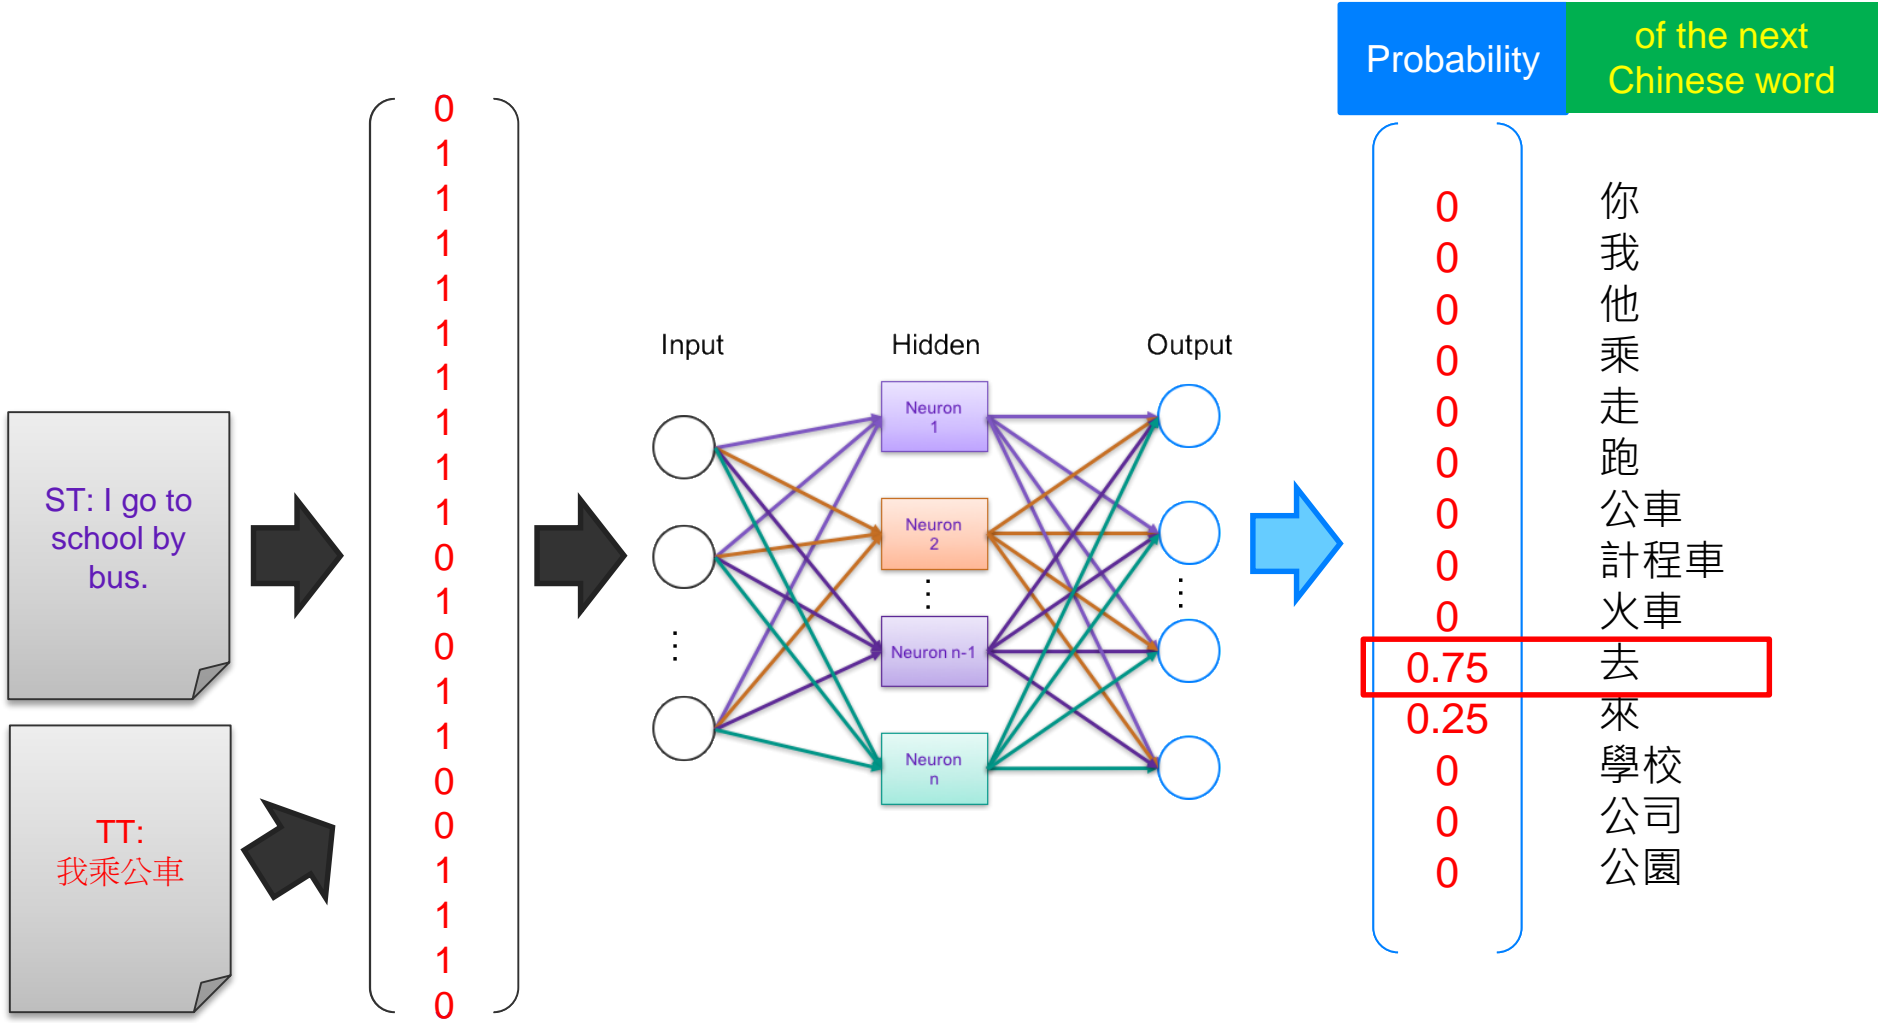 Probability
of the next
Chinese word
ST: I go to
school by
bus.
TT:
我乘公車
0
1
1
1
1
1
1
1
1
1
0
1
0
1
1
0
0
1
1
1
0
Input
Hidden
Output
Neuron
1
Neuron
2
Neuron n-1
Neuron
n
0 你
0 我
0 他
0 乘
0 走
0 跑
0 公車
0 計程車
0 火車
0.75 去
0.25 來
0 學校
0 公司
0 公園